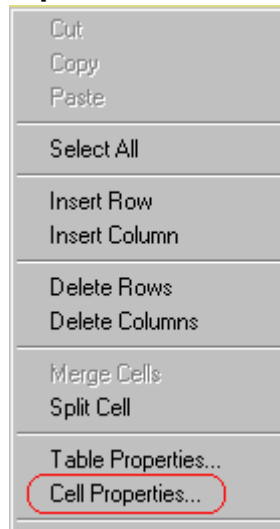 Cut
Copy
Paste
Select All
Insert Row
Insert Column
Delete Rows
Delete Columns
Merge Cells
Split Cell
Table Properties...
Cell Properties...